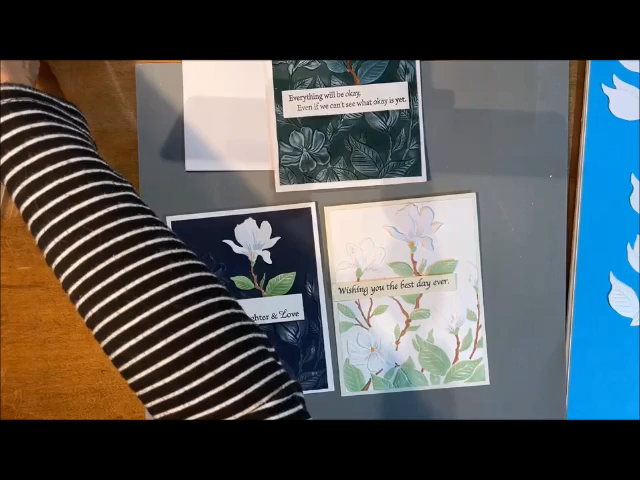 Everything will be okay,
Even if we can't see what okay is yet.
Wishing you the best day ever.
& Love